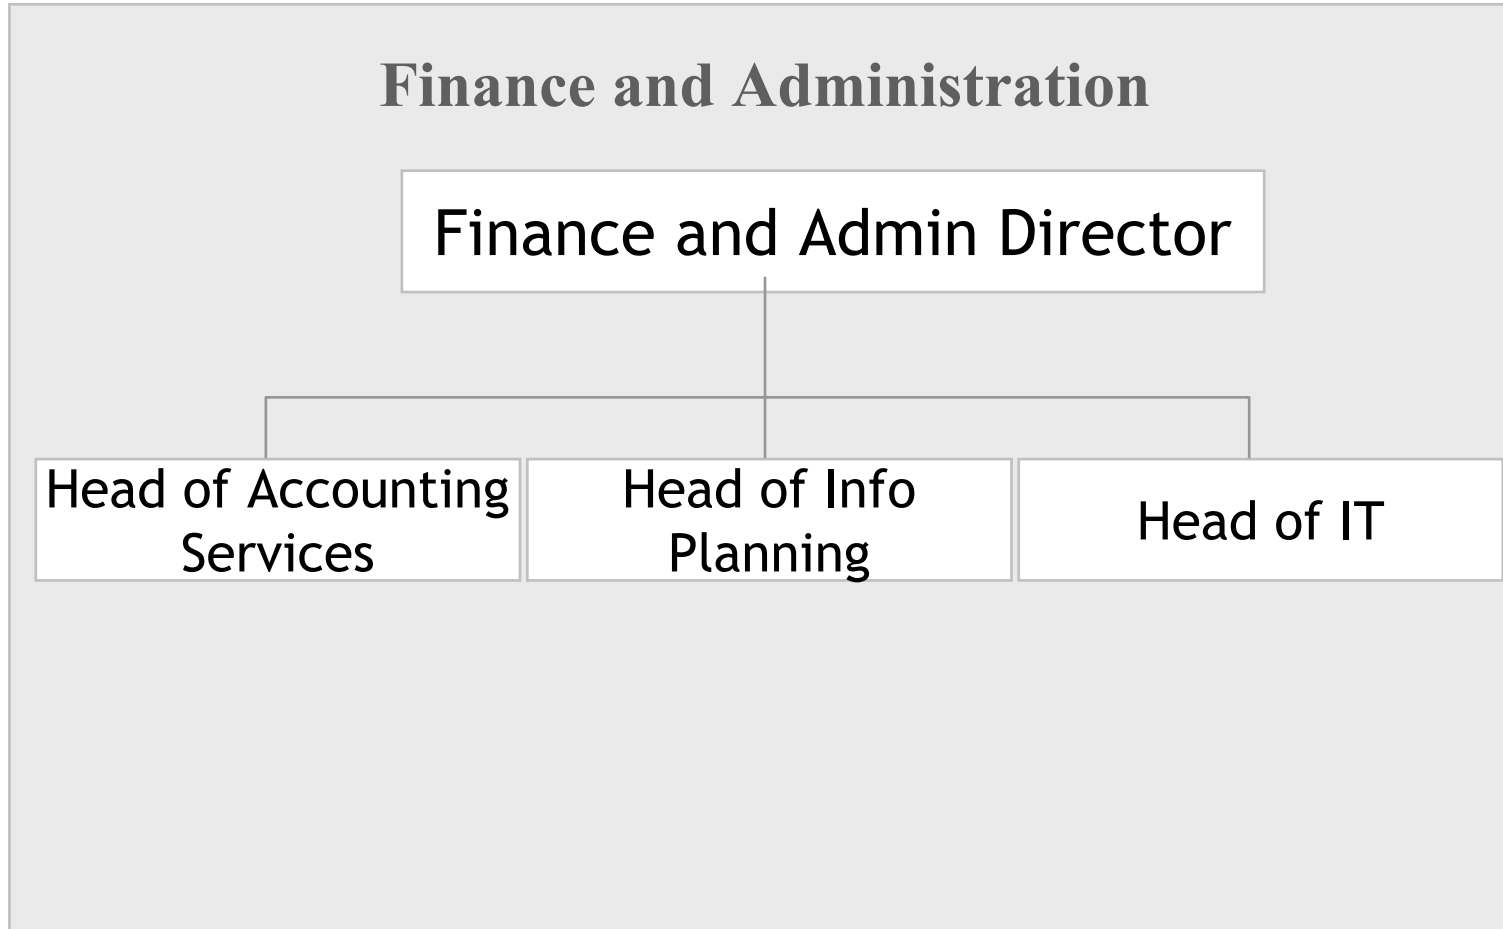 Finance and Administration
Finance and Admin Director
Head of Accounting
Services
Head of Info
Planning
Head of IT